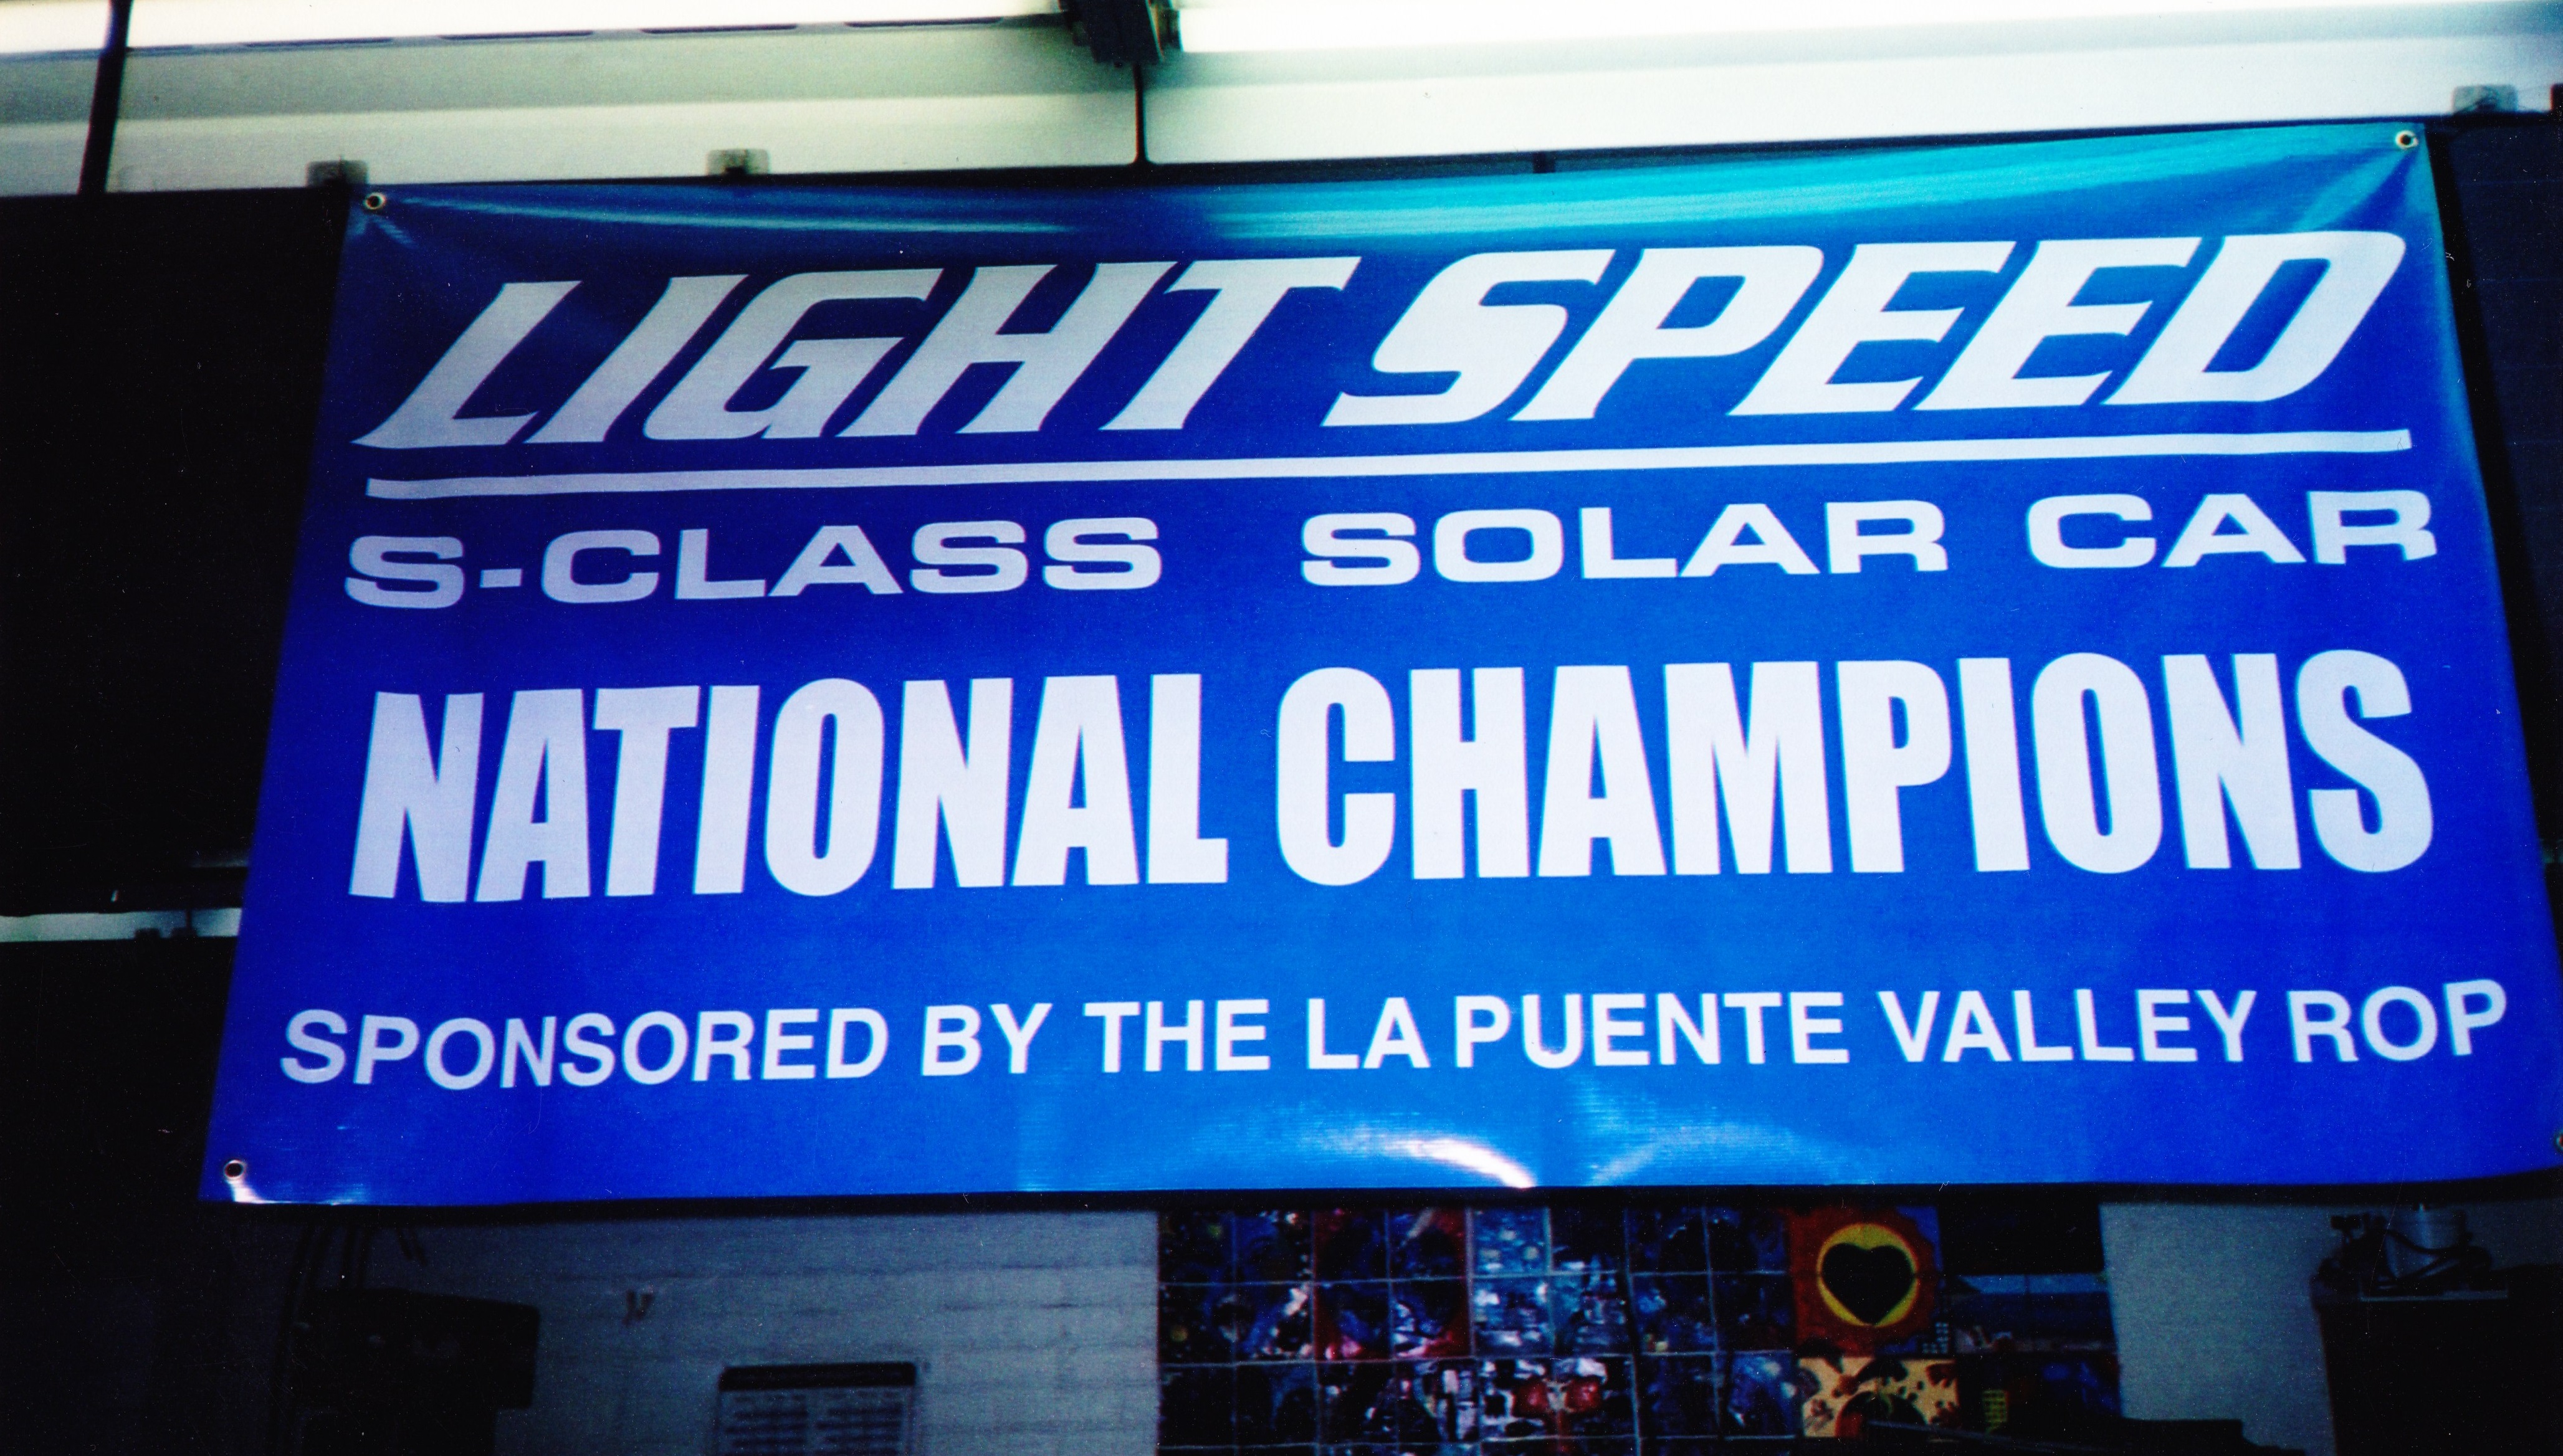 LIGHT SPEED
S-CLASS SOLAR CAR
NATIONAL CHAMPIONS
SPONSORED BY THE LA PUENTE VALLEY ROP